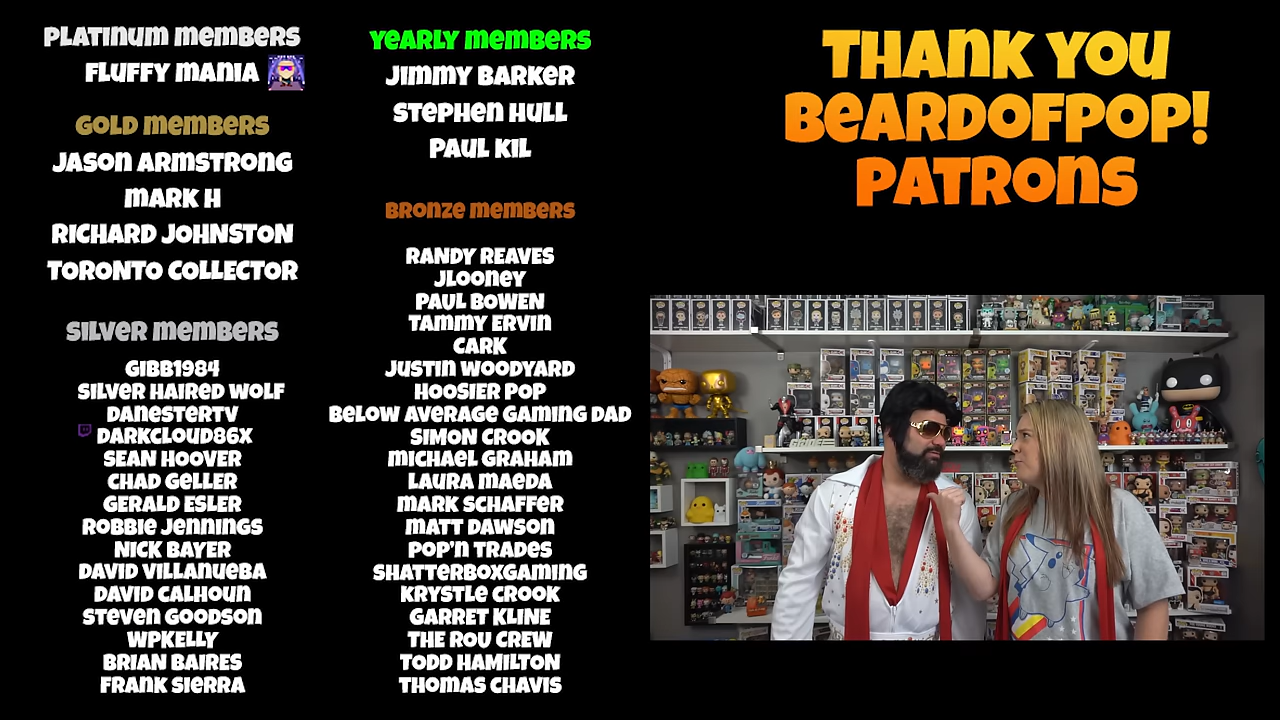 PLATINUM MEMBERS
FLUFFY MANIA
GOLD MEMBERS
JASON ARMSTRONG
MARK H
RICHARD JOHNSTON
TORONTO COLLECTOR
SILVER MEMBERS
GIBB1984
SILVER HAIRED WOLF
DANESTERTV
DARKCLOUD86X
SEAN HOOVER
CHAD GELLER
GERALD ESLER
ROBBIE JENNINGS
NICK BAYER
DAVID VILLANUEBA
DAVID CALHOUN
STEVEN GOODSON
WPKELLY
BRIAN BAIRES
FRANK SIERRA
YEARLY MEMBERS
JIMMY BARKER
STEPHEN HULL
PAUL KIL
BRONZE MEMBERS
RANDY REAVES
JLOONEY
PAUL BOWEN
TAMMY ERVIN
CARK
JUSTIN WOODYARD
HOOSIER POP
BELOW AVERAGE GAMING DAD
SIMON CROOK
MICHAEL GRAHAM
LAURA MAEDA
MARK SCHAFFER
MATT DAWSON
POP'N TRADES
SHATTERBOXGAMING
KRYSTLE CROOK
GARRET KLINE
THE ROU CREW
TODD HAMILTON
THOMAS CHAVIS
THANK YOU
BEARDOFPOP!
PATRONS